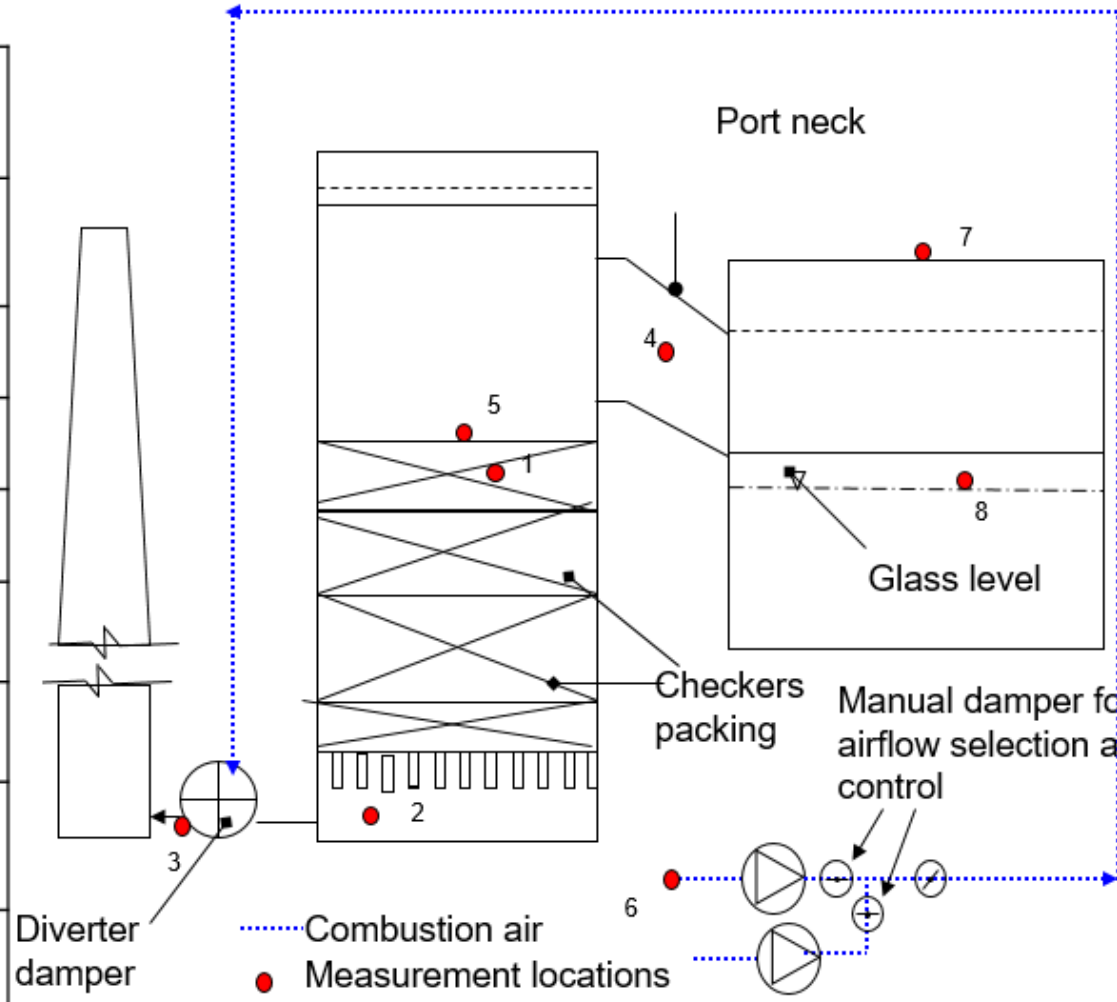 Port neck
7
4
5
1
8
Glass level
Checkers
packing
Manual damper fo
airflow selection a
control
2
3
6
Diverter
damper
Combustion air
Measurement locations